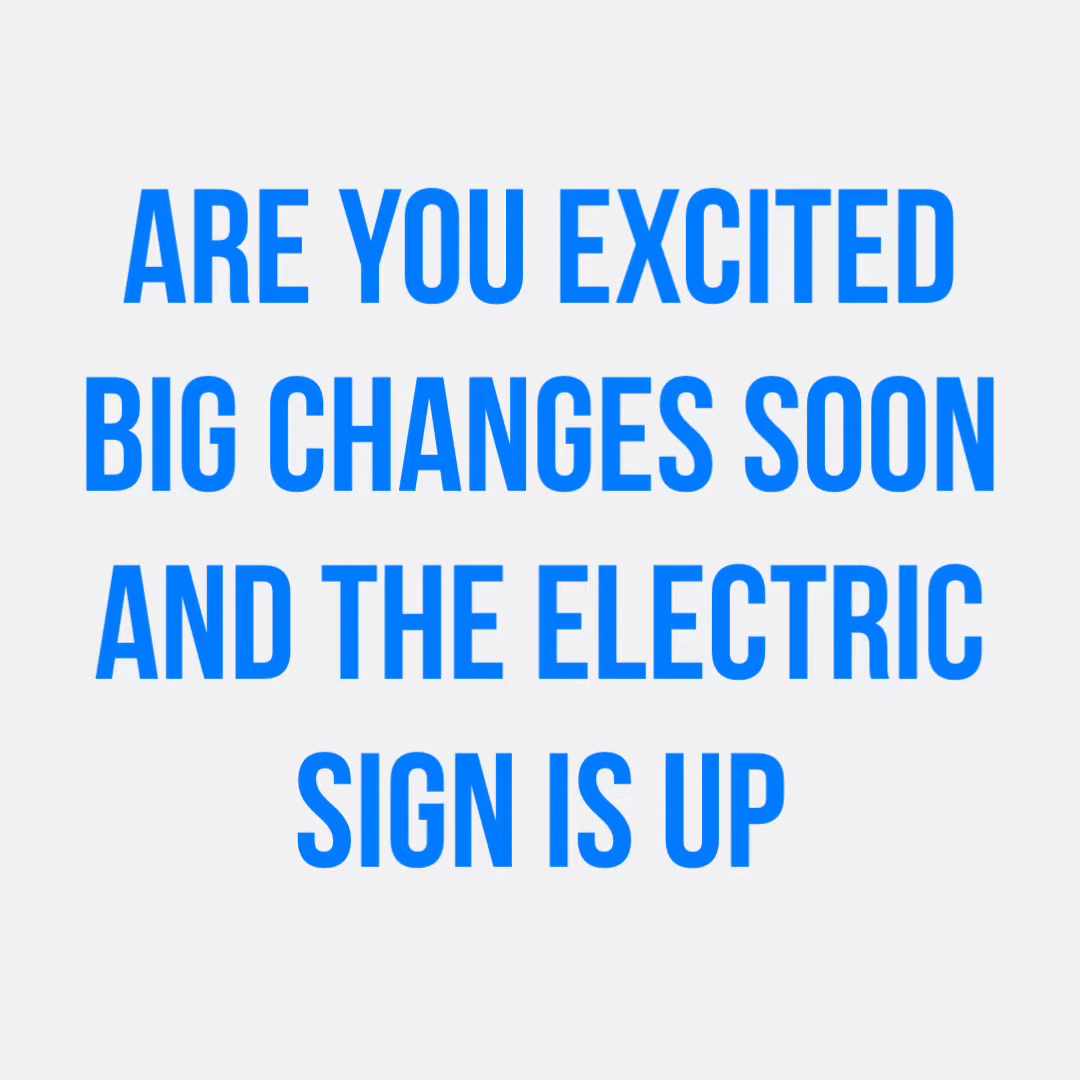 ARE YOU EXCITED
BIG CHANGES SOON
AND THE ELECTRIC
SIGN IS UP